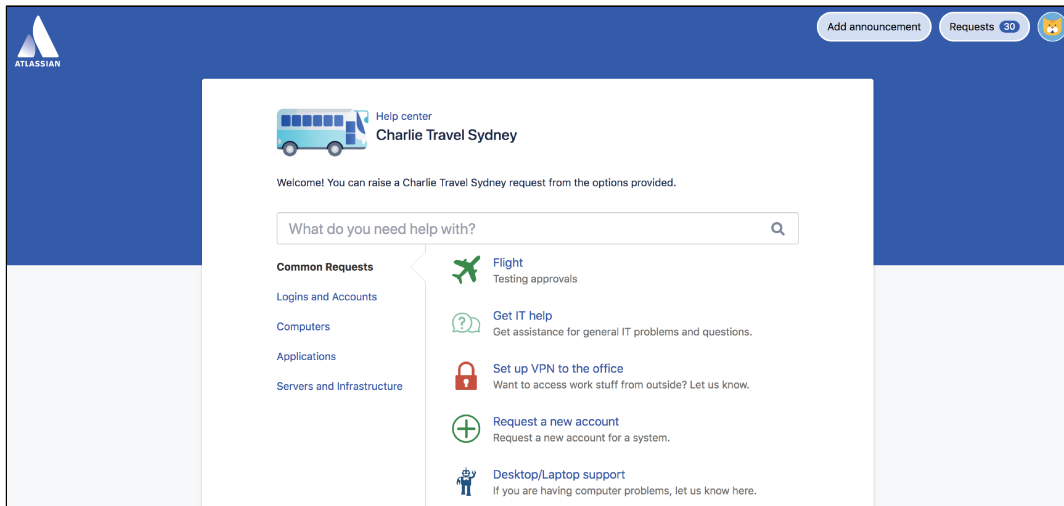 Add announcement
Requests 30
ATLASSIAN
Help center
Charlie Travel Sydney
Welcome! You can raise a Charlie Travel Sydney request from the options provided.
What do you need help with?
Common Requests
Logins and Accounts
Computers
Applications
Servers and Infrastructure
Flight
Testing approvals
Get IT help
Get assistance for general IT problems and questions.
Set up VPN to the office
Want to access work stuff from outside? Let us know.
Request a new account
Request a new account for a system.
Desktop/Laptop support
If you are having computer problems, let us know here.